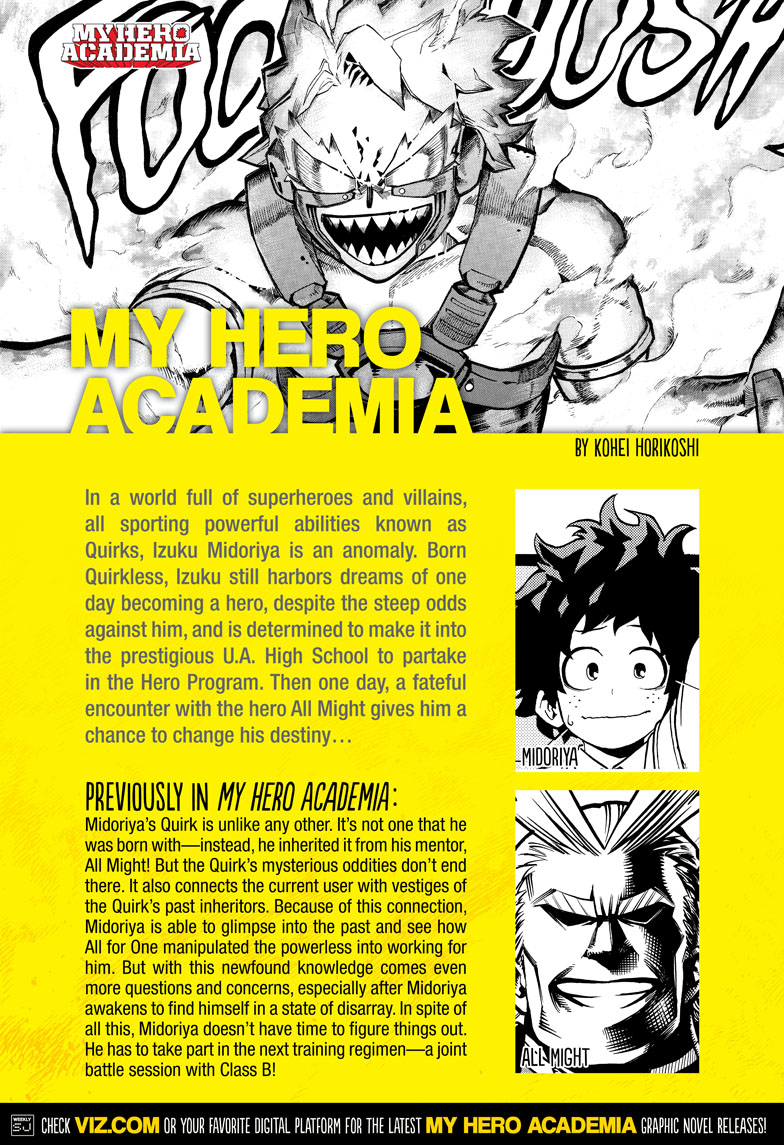 MY HERO
ACADEMIA
MY HERO
ACADEMIA
BY KOHEI HORIKOSHI
In a world full of superheroes and villains,
all sporting powerful abilities known as
Quirks, Izuku Midoriya is an anomaly. Born
Quirkless, Izuku still harbors dreams of one
day becoming a hero, despite the steep odds
against him, and is determined to make it into
the prestigious U.A. High School to partake
in the Hero Program. Then one day, a fateful
encounter with the hero All Might gives him a
chance to change his destiny…
MIDORIYA
PREVIOUSLY IN MY HERO ACADEMIA:
Midoriya's Quirk is unlike any other. It's not one that he
was born with—instead, he inherited it from his mentor,
All Might! But the Quirk's mysterious oddities don't end
there. It also connects the current user with vestiges of
the Quirk's past inheritors. Because of this connection,
Midoriya is able to glimpse into the past and see how
All for One manipulated the powerless into working for
him. But with this newfound knowledge comes even
more questions and concerns, especially after Midoriya
awakens to find himself in a state of disarray. In spite of
all this, Midoriya doesn't have time to figure things out.
He has to take part in the next training regimen—a joint
battle session with Class B!
ALL MIGHT
WEEKLY
SJ
CHECK VIZ.COM OR YOUR FAVORITE DIGITAL PLATFORM FOR THE LATEST MY HERO ACADEMIA GRAPHIC NOVEL RELEASES!